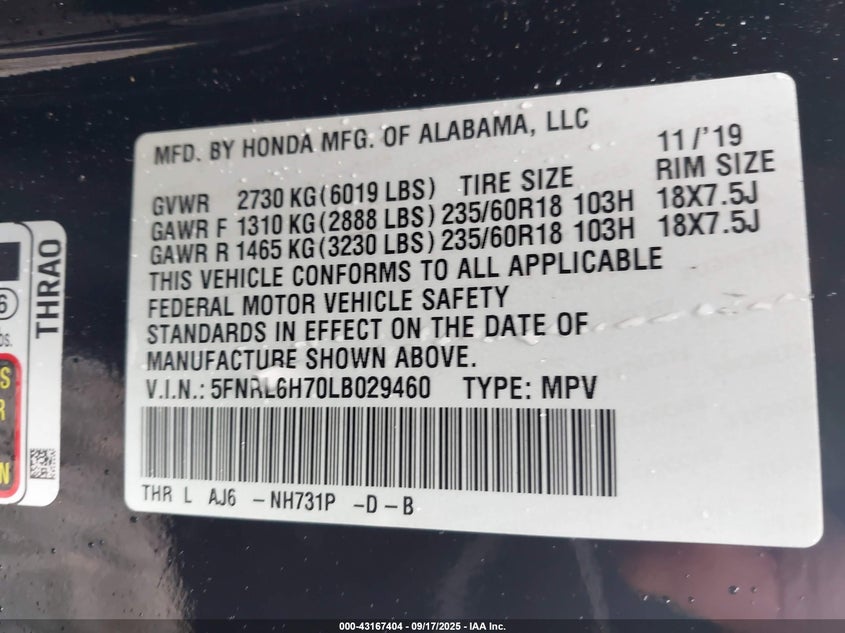 MFD. BY HONDA MFG. OF ALABAMA, LLC
11/'19
GVWR 2730 KG(6019 LBS) TIRE SIZE RIM SIZE
GAWR F 1310 KG(2888 LBS) 235/60R18 103H 18X7.5J
GAWR R 1465 KG(3230 LBS) 235/60R18 103H 18X7.5J
THIS VEHICLE CONFORMS TO ALL APPLICABLE
FEDERAL MOTOR VEHICLE SAFETY
STANDARDS IN EFFECT ON THE DATE OF
MANUFACTURE SHOWN ABOVE.
V.I.N.: 5FNRL6H70LB029460 TYPE: MPV
THR L AJ6 -NH731P -D-B
THRA0
000-43167404 - 09/17/2025 - IAA Inc.